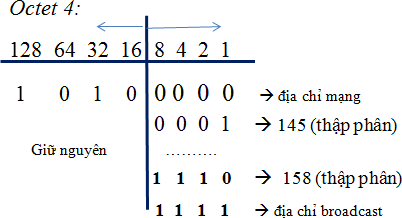 Octet 4:
128 64 32 16 8 4 2 1
1 0 1 0 0 0 0 0 → địa chỉ mạng
0 0 0 1 → 145 (thập phân)
Giữ nguyên ..........
1 1 1 0 → 158 (thập phân)
1 1 1 1 → địa chỉ broadcast